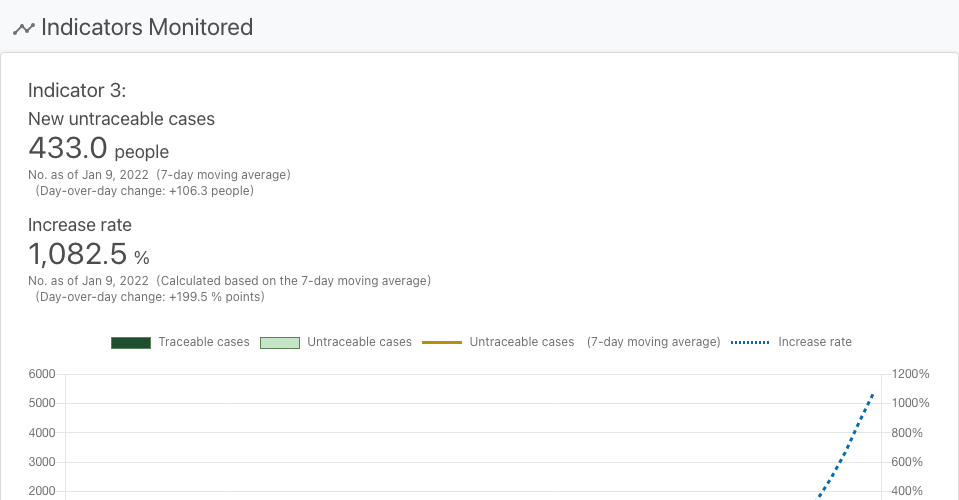 Indicators Monitored
Indicator 3:
New untraceable cases
433.0 people
No. as of Jan 9, 2022  (7-day moving average)
(Day-over-day change: +106.3 people)
Increase rate
1,082.5 %
No. as of Jan 9, 2022  (Calculated based on the 7-day moving average)
(Day-over-day change: +199.5 % points)
Traceable cases Untraceable cases Untraceable cases (7-day moving average) Increase rate
6000 1200%
5000 1000%
4000 800%
3000 600%
2000 400%